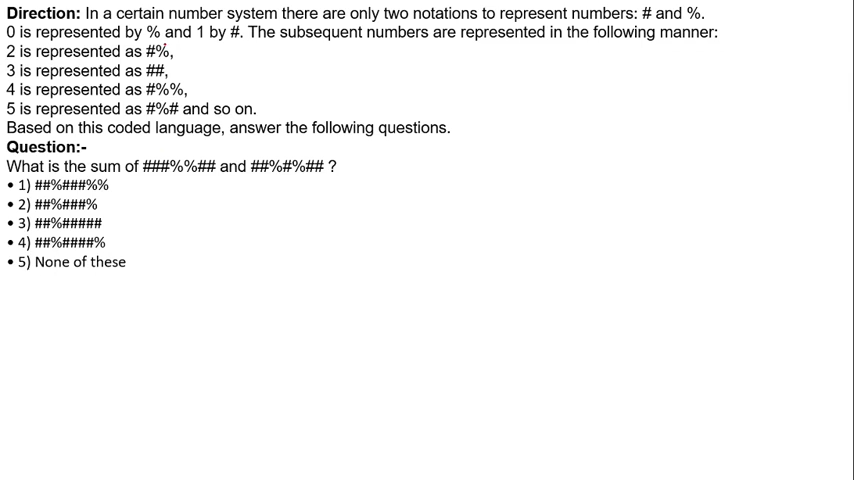 Direction: In a certain number system there are only two notations to represent numbers: # and %.
0 is represented by % and 1 by #. The subsequent numbers are represented in the following manner:
2 is represented as #%,
3 is represented as ##,
4 is represented as #%%,
5 is represented as #%# and so on.
Based on this coded language, answer the following questions.
Question:-
What is the sum of ###%%## and ##%#%## ?
• 1) ##%###%%
• 2) ##%###%
• 3) ##%#####
• 4) ##%####%
• 5) None of these